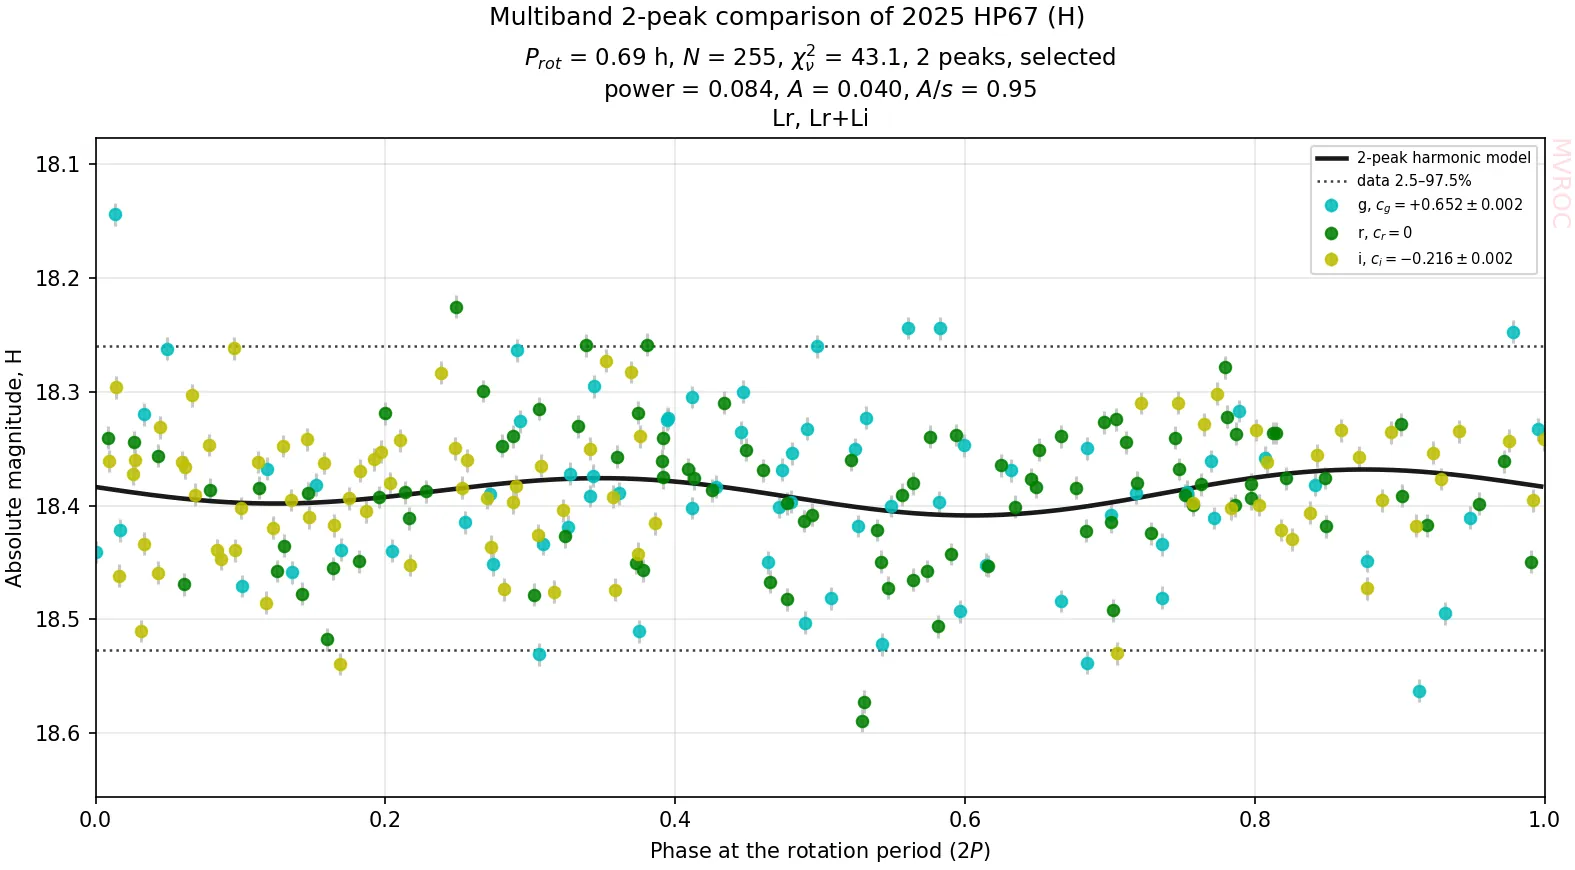 Multiband 2-peak comparison of 2025 HP67 (H)
P_rot = 0.69 h, N = 255, χ²_ν = 43.1, 2 peaks, selected
power = 0.084, A = 0.040, A/s = 0.95
Lr, Lr+Li
MVROC
2-peak harmonic model
data 2.5–97.5%
g, c_g = +0.652 ± 0.002
r, c_r = 0
i, c_i = −0.216 ± 0.002
Absolute magnitude, H
18.1
18.2
18.3
18.4
18.5
18.6
0.0 0.2 0.4 0.6 0.8 1.0
Phase at the rotation period (2P)